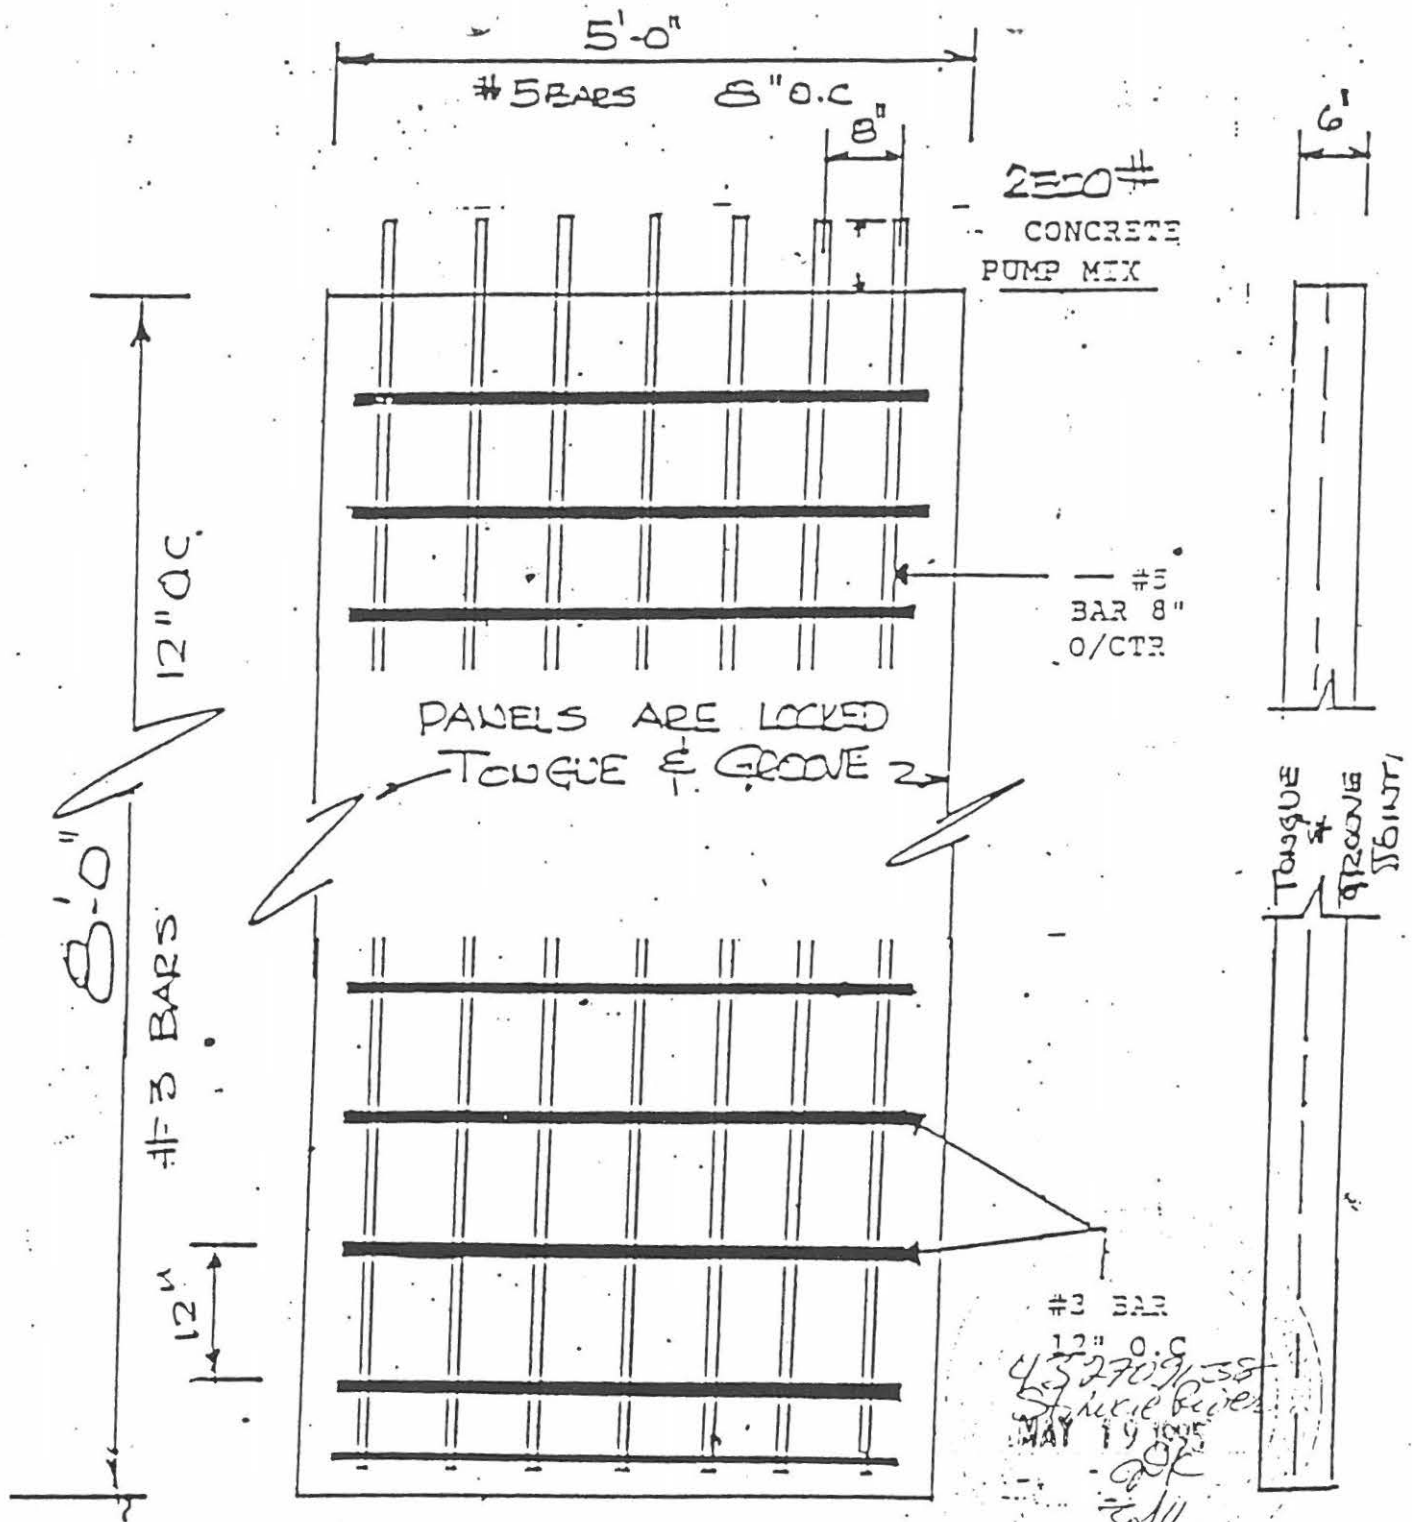 5'-0"
#5 BARS 8" O.C
8"
6'
CONCRETE
PUMP MIX
12" O.C.
#5
BAR 8"
O/CTR
PANELS ARE LOCKED
TONGUE & GROOVE
8'-0"
#3 BARS
12"
TONGUE
&
GROOVE
JOINT
#3 BAR
12" O.C
MAY 19 1995